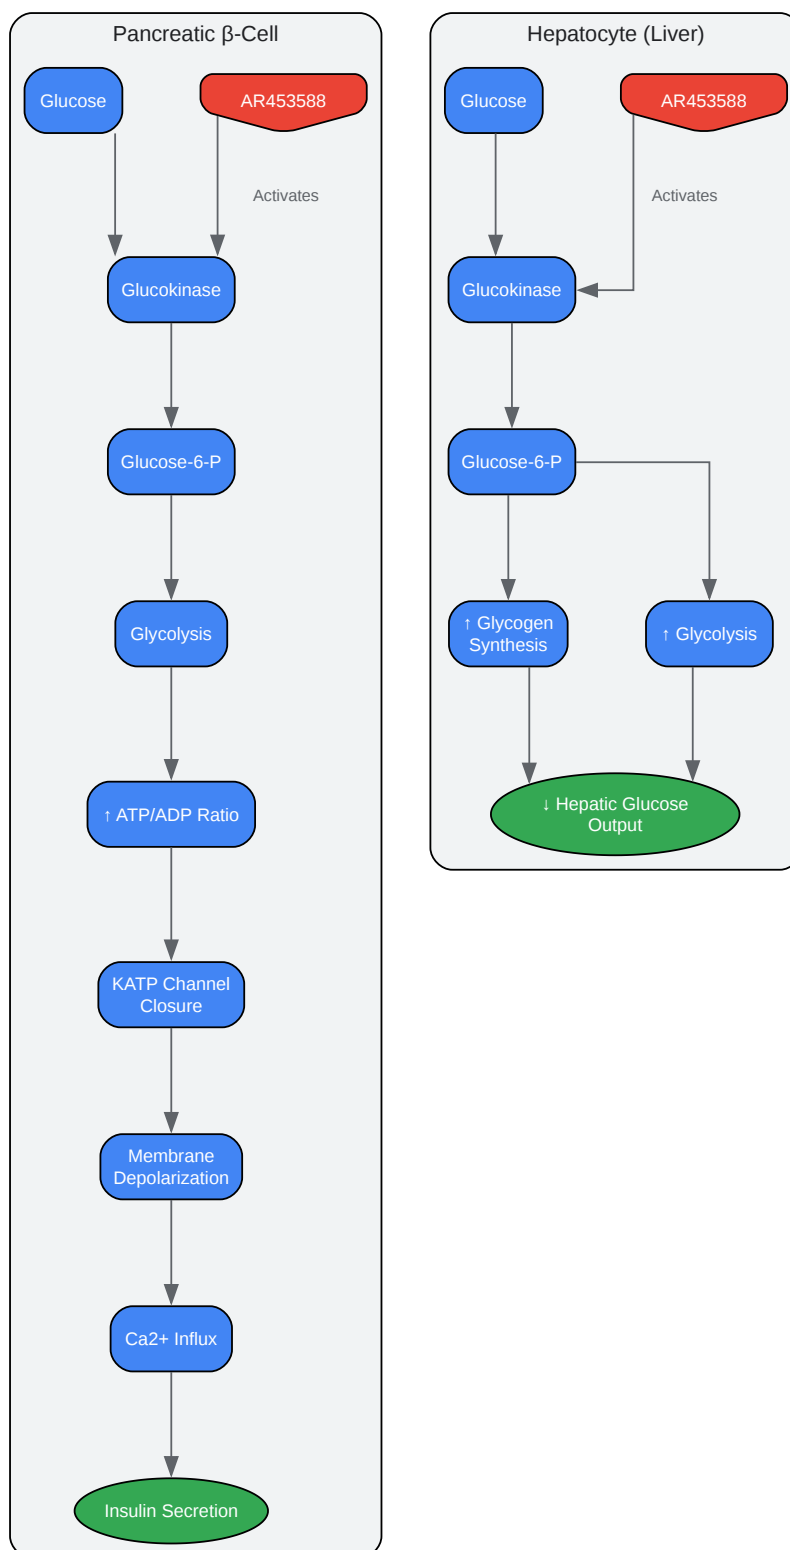 Pancreatic β-Cell
Glucose
AR453588
Activates
Glucokinase
Glucose-6-P
Glycolysis
↑ ATP/ADP Ratio
KATP Channel
Closure
Membrane
Depolarization
Ca2+ Influx
Insulin Secretion
Hepatocyte (Liver)
Glucose
AR453588
Activates
Glucokinase
Glucose-6-P
↑ Glycogen
Synthesis
↑ Glycolysis
↓ Hepatic Glucose
Output